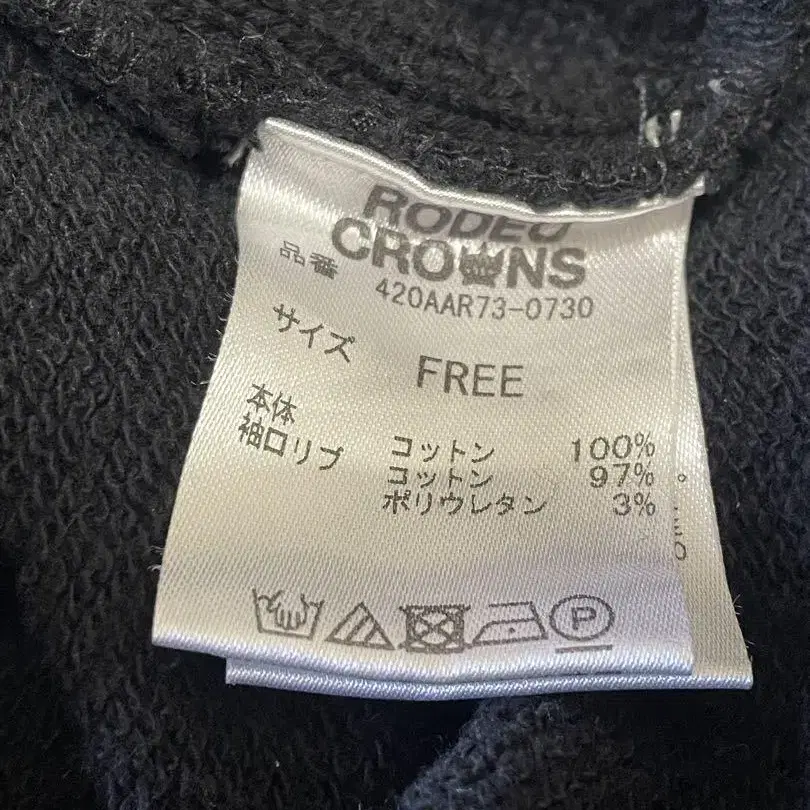 RODEO
CROWNS
品番 420AAR73-0730
サイズ FREE
本体 コットン 100%
袖口リブ コットン 97%
ポリウレタン 3%
P